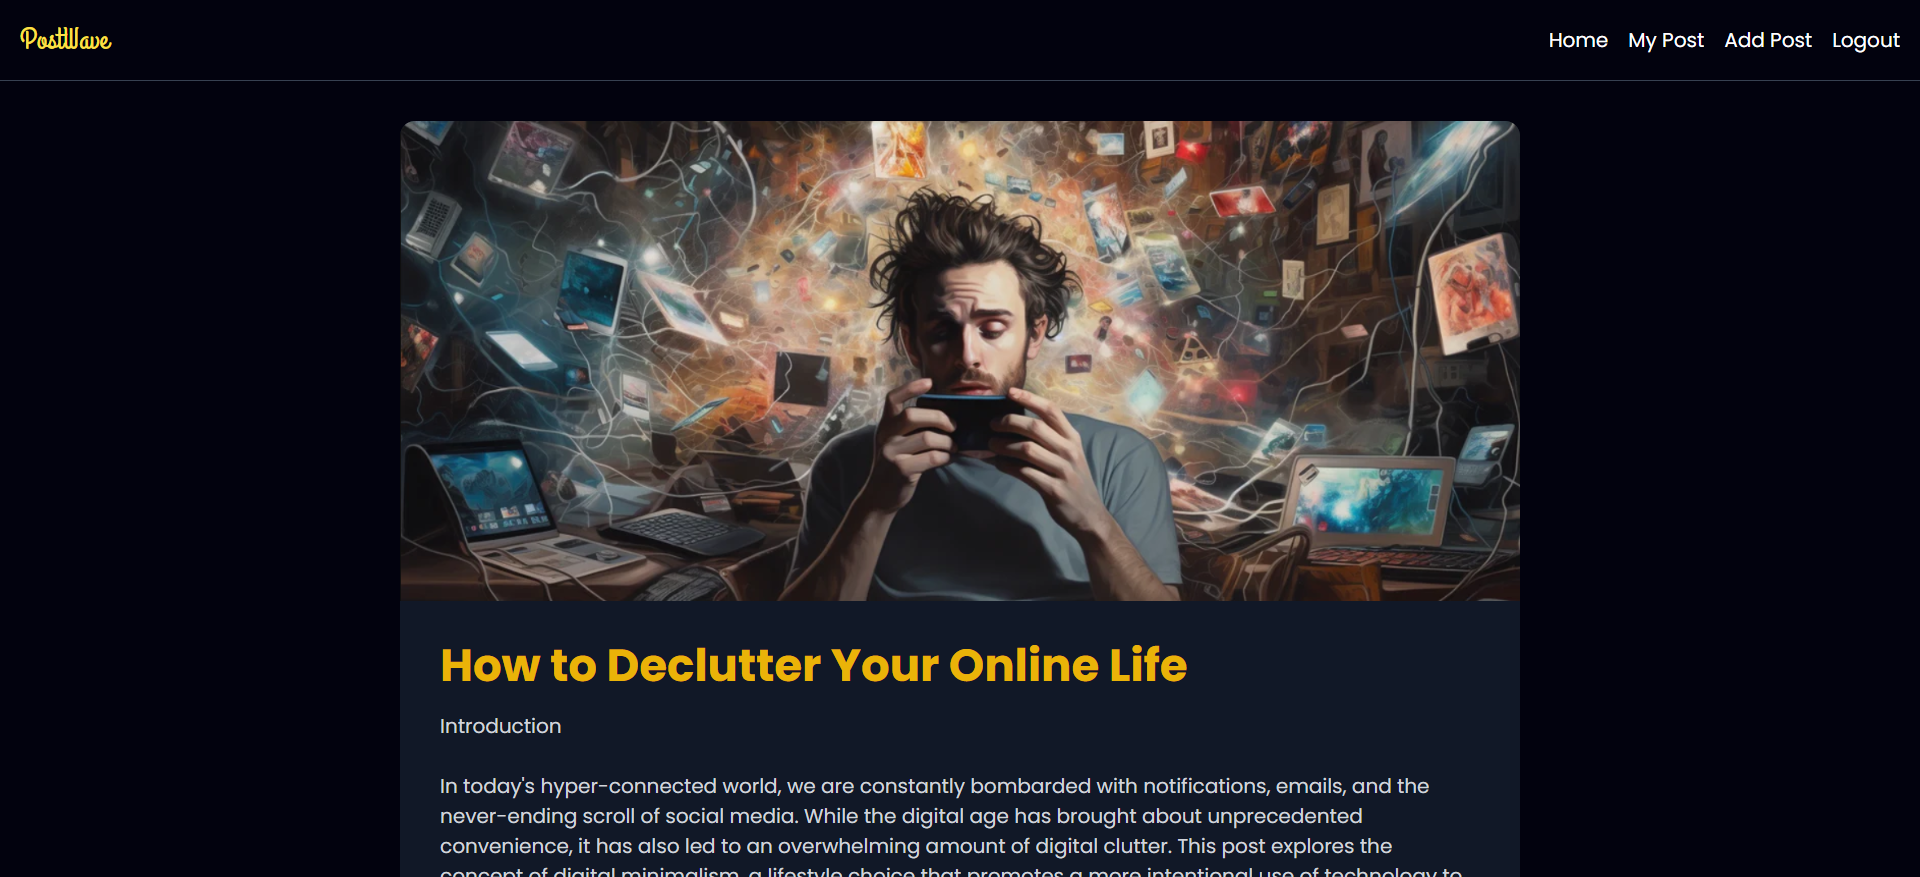 PostWave
Home My Post Add Post Logout
How to Declutter Your Online Life
Introduction
In today's hyper-connected world, we are constantly bombarded with notifications, emails, and the
never-ending scroll of social media. While the digital age has brought about unprecedented
convenience, it has also led to an overwhelming amount of digital clutter. This post explores the
concept of digital minimalism, a lifestyle choice that promotes a more intentional use of technology to